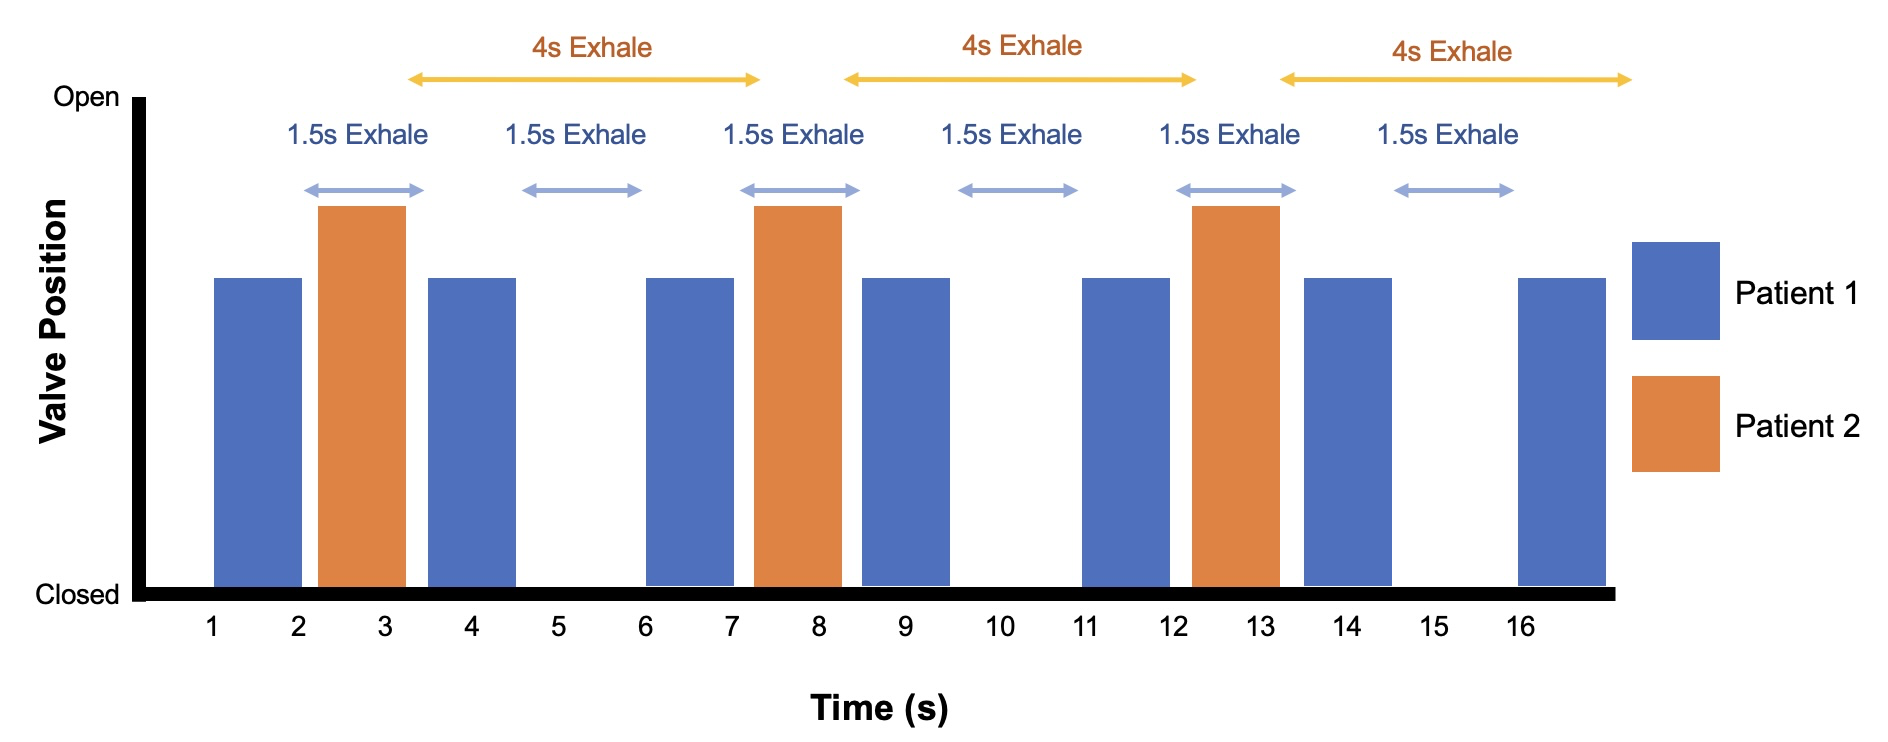 4s Exhale
4s Exhale
4s Exhale
Open
1.5s Exhale
1.5s Exhale
1.5s Exhale
1.5s Exhale
1.5s Exhale
1.5s Exhale
Valve Position
Patient 1
Patient 2
Closed
1 2 3 4 5 6 7 8 9 10 11 12 13 14 15 16
Time (s)